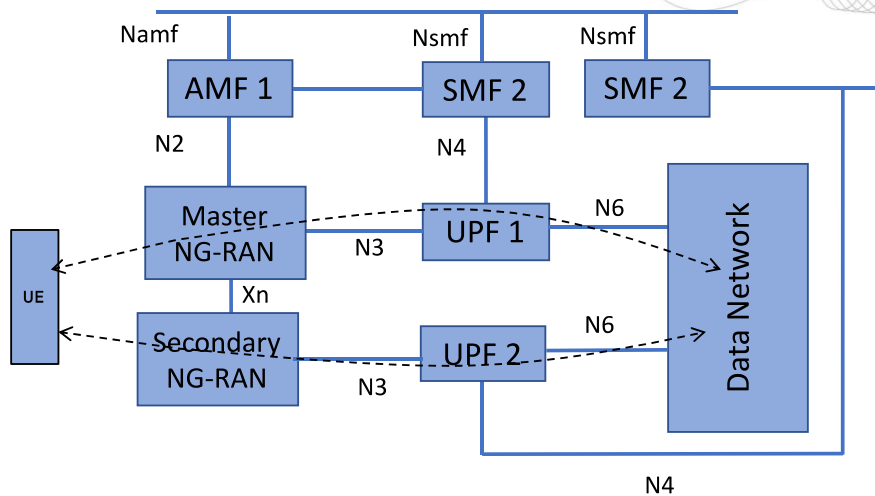 Namf
Nsmf
Nsmf
AMF 1
SMF 2
SMF 2
N2
N4
Master
NG-RAN
N3
UPF 1
N6
Data Network
UE
Xn
Secondary
NG-RAN
N3
UPF 2
N6
N4